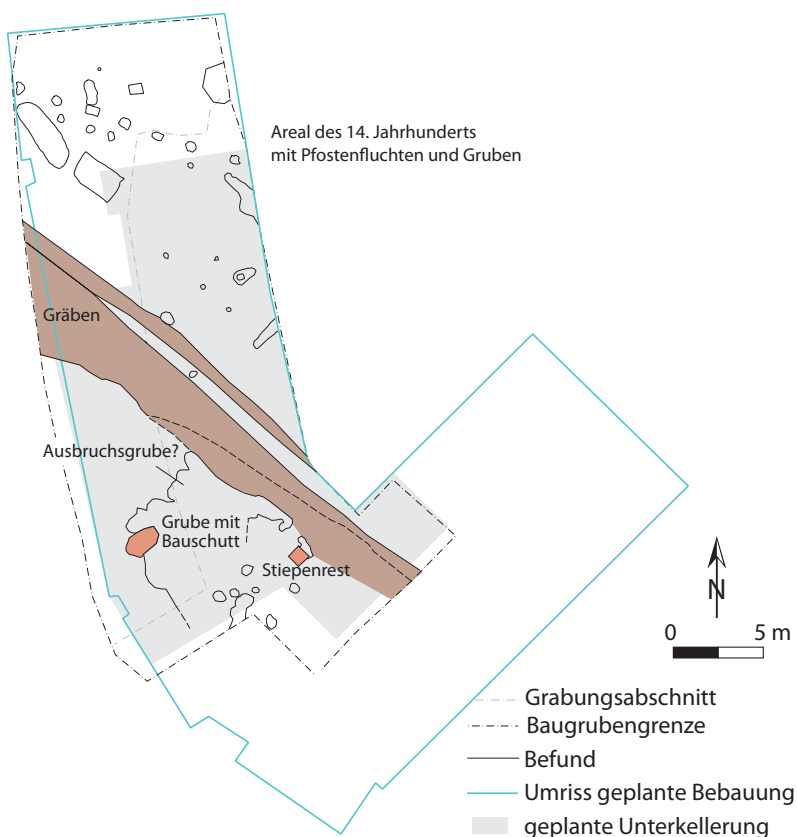 Areal des 14. Jahrhunderts
mit Pfostenfluchten und Gruben
Gräben
Ausbruchsgrube?
Grube mit
Bauschutt
Stiepenrest
N
0 5 m
Grabungsabschnitt
Baugrubengrenze
Befund
Umriss geplante Bebauung
geplante Unterkellerung